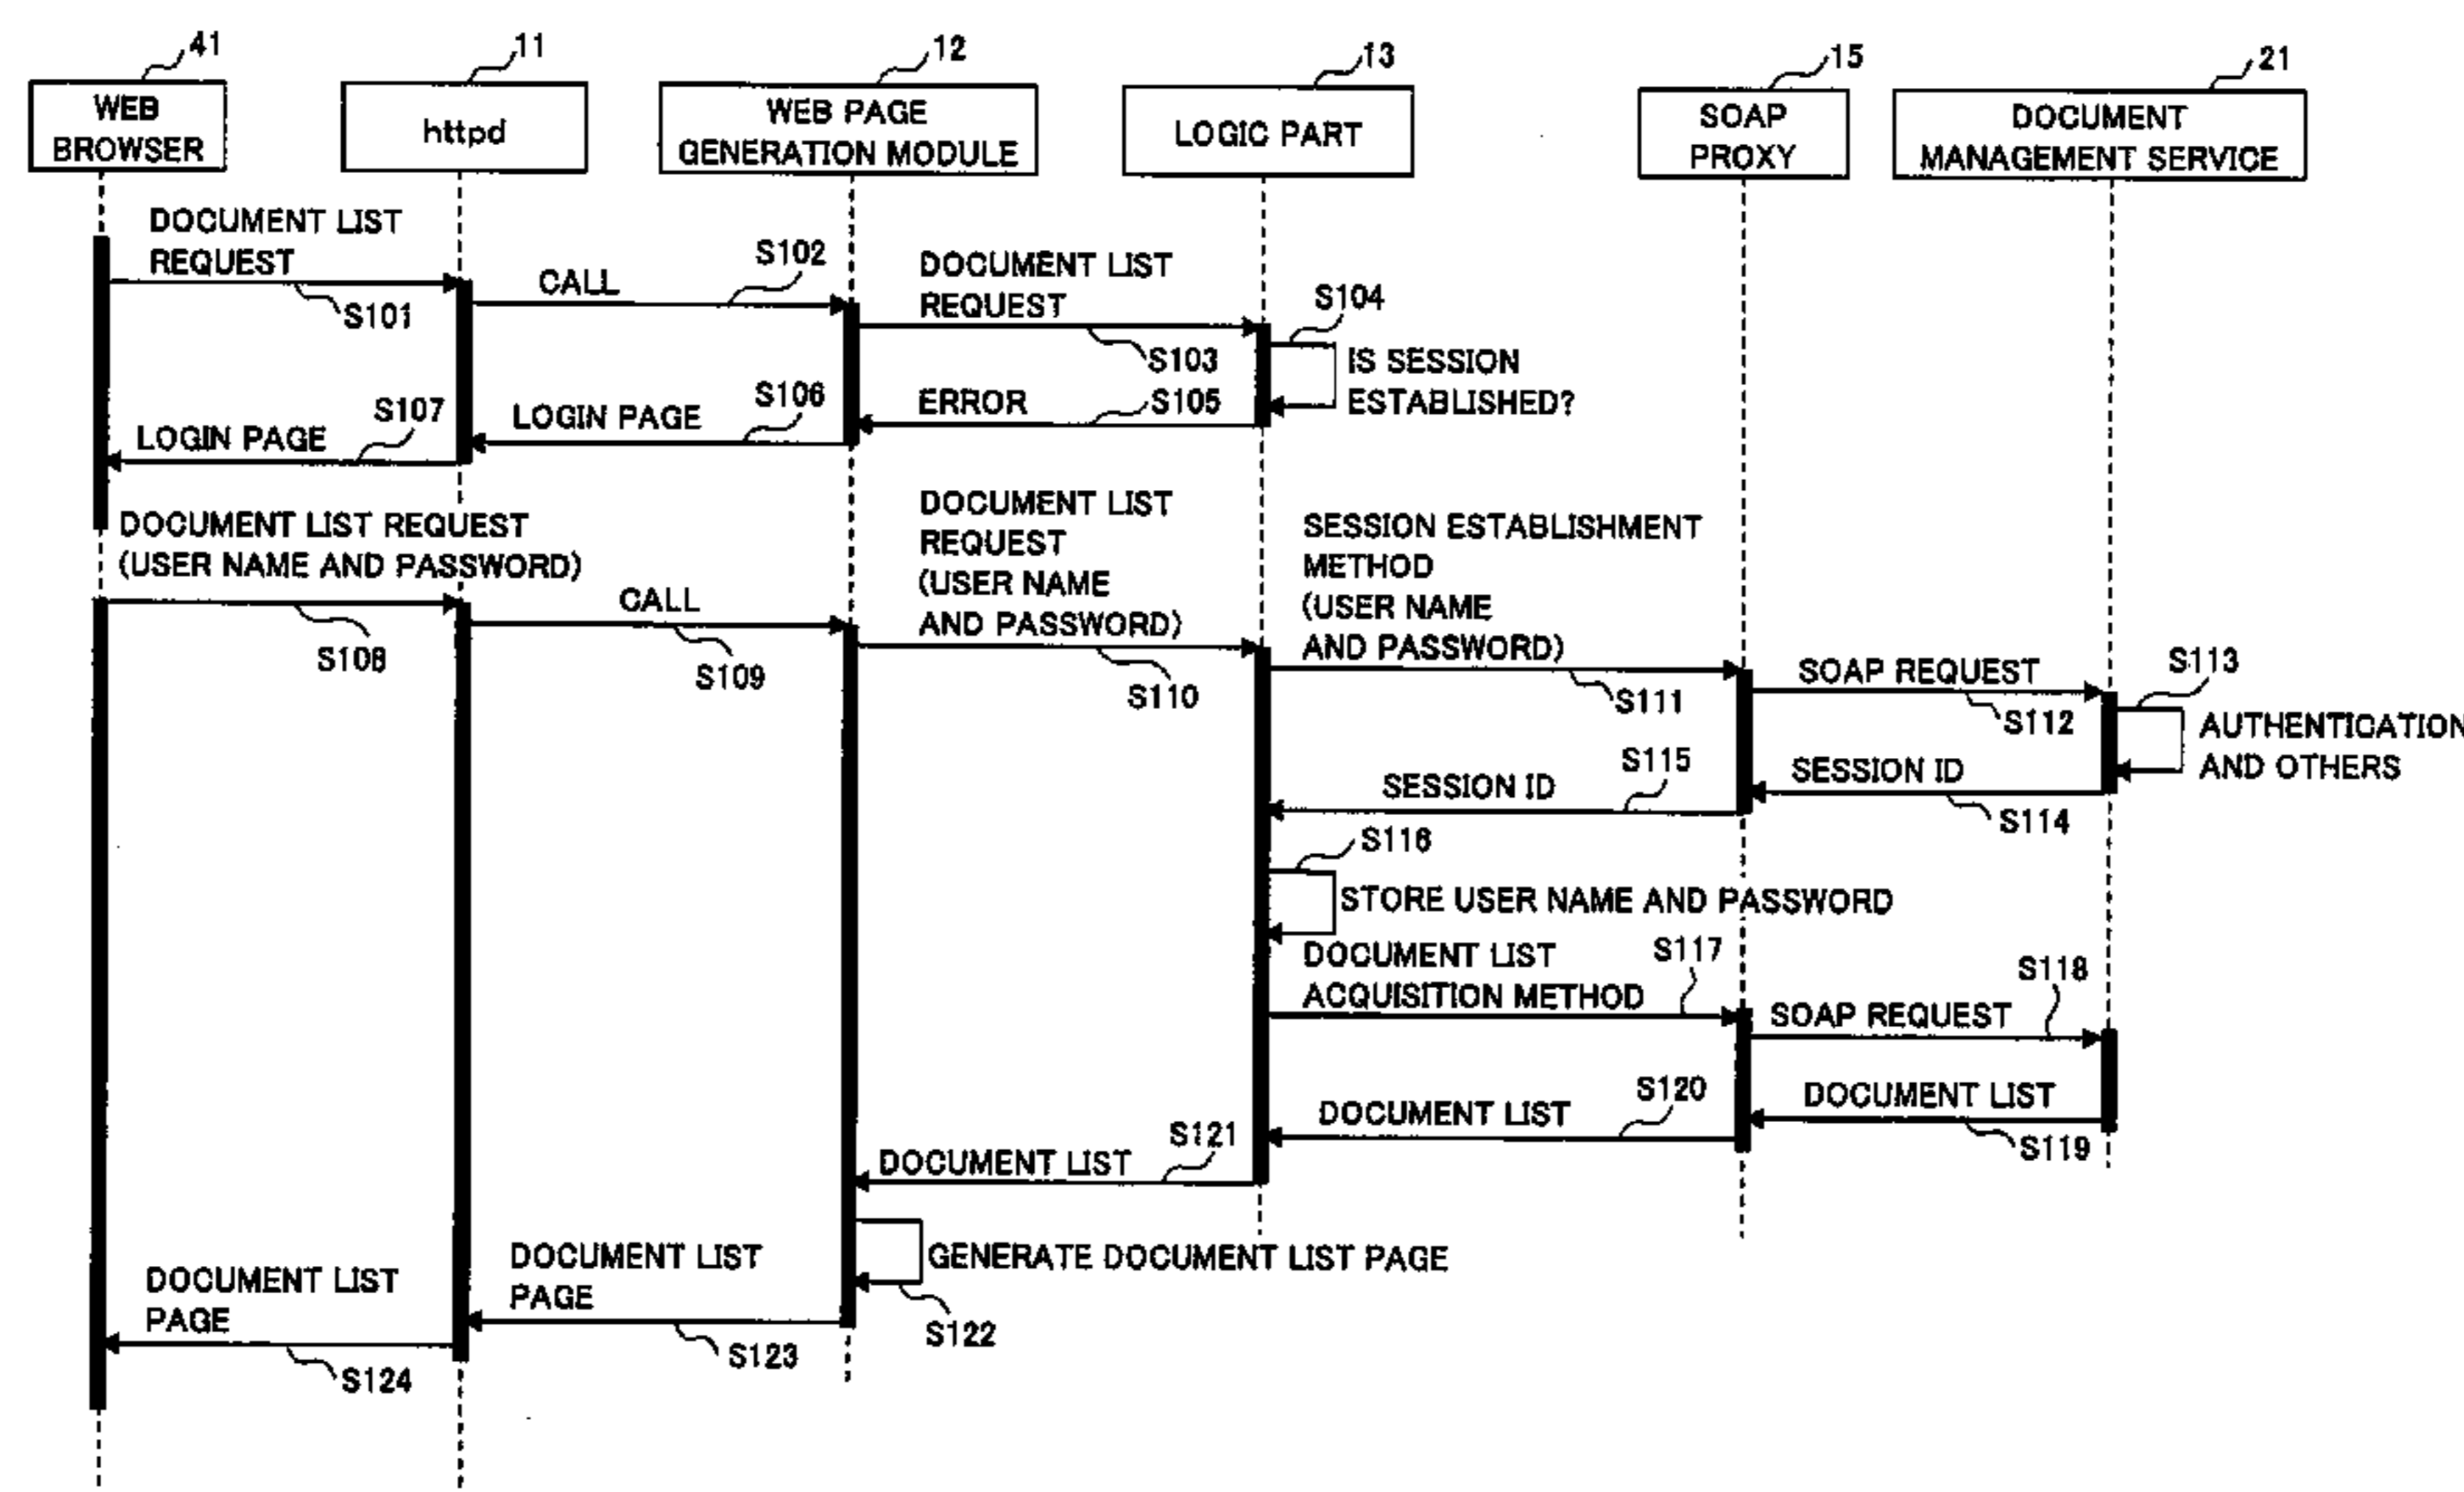 41
11
12
13
15
21
WEB
BROWSER
httpd
WEB PAGE
GENERATION MODULE
LOGIC PART
SOAP
PROXY
DOCUMENT
MANAGEMENT SERVICE
DOCUMENT LIST
REQUEST
S101
CALL
S102
DOCUMENT LIST
REQUEST
S103
S104
IS SESSION
ESTABLISHED?
ERROR
S105
LOGIN PAGE
S106
LOGIN PAGE
S107
DOCUMENT LIST REQUEST
(USER NAME AND PASSWORD)
S108
CALL
S109
DOCUMENT LIST
REQUEST
(USER NAME
AND PASSWORD)
S110
SESSION ESTABLISHMENT
METHOD
(USER NAME
AND PASSWORD)
S111
SOAP REQUEST
S112
S113
AUTHENTICATION
AND OTHERS
SESSION ID
S114
SESSION ID
S115
S116
STORE USER NAME AND PASSWORD
DOCUMENT LIST
ACQUISITION METHOD
S117
SOAP REQUEST
S118
DOCUMENT LIST
S119
DOCUMENT LIST
S120
DOCUMENT LIST
S121
GENERATE DOCUMENT LIST PAGE
S122
DOCUMENT LIST
PAGE
S123
DOCUMENT LIST
PAGE
S124